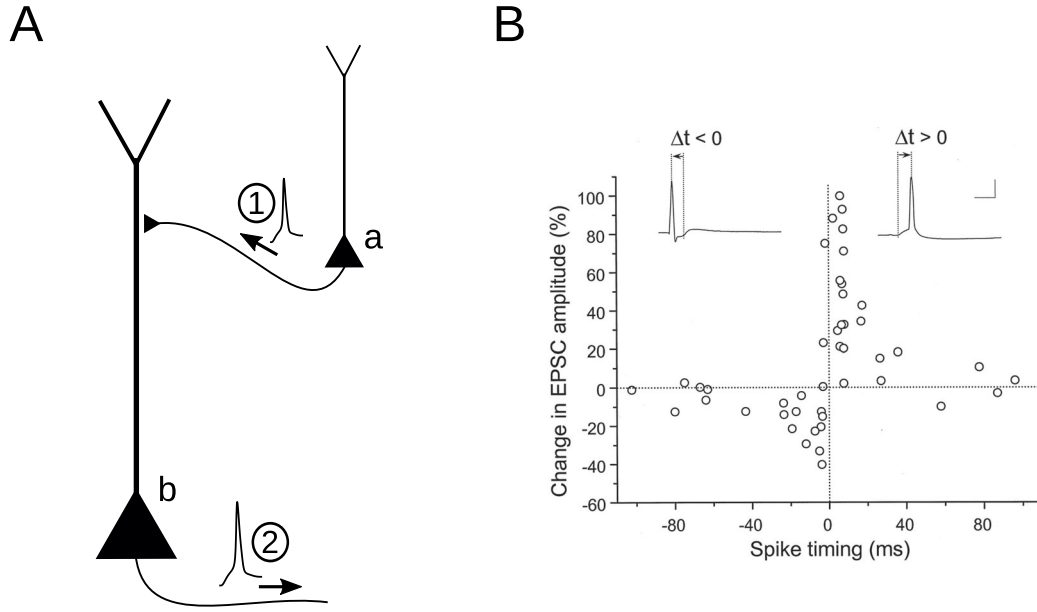 A
B
a
b
1
2
Δt < 0
Δt > 0
Change in EPSC amplitude (%)
100
80
60
40
20
0
-20
-40
-60
-80
-40
0
40
80
Spike timing (ms)